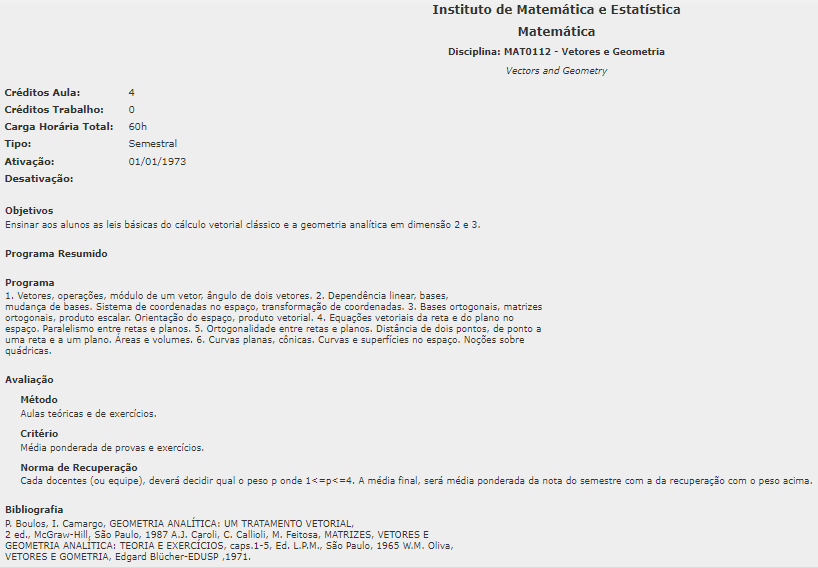 Instituto de Matemática e Estatística
Matemática
Disciplina: MAT0112 - Vetores e Geometria
Vectors and Geometry
Créditos Aula: 4
Créditos Trabalho: 0
Carga Horária Total: 60h
Tipo: Semestral
Ativação: 01/01/1973
Desativação:
Objetivos
Ensinar aos alunos as leis básicas do cálculo vetorial clássico e a geometria analítica em dimensão 2 e 3.
Programa Resumido
Programa
1. Vetores, operações, módulo de um vetor, ângulo de dois vetores. 2. Dependência linear, bases,
mudança de bases. Sistema de coordenadas no espaço, transformação de coordenadas. 3. Bases ortogonais, matrizes
ortogonais, produto escalar. Orientação do espaço, produto vetorial. 4. Equações vetoriais da reta e do plano no
espaço. Paralelismo entre retas e planos. 5. Ortogonalidade entre retas e planos. Distância de dois pontos, de ponto a
uma reta e a um plano. Áreas e volumes. 6. Curvas planas, cônicas. Curvas e superfícies no espaço. Noções sobre
quádricas.
Avaliação
Método
Aulas teóricas e de exercícios.
Critério
Média ponderada de provas e exercícios.
Norma de Recuperação
Cada docentes (ou equipe), deverá decidir qual o peso p onde 1<=p<=4. A média final, será média ponderada da nota do semestre com a da recuperação com o peso acima.
Bibliografia
P. Boulos, I. Camargo, GEOMETRIA ANALÍTICA: UM TRATAMENTO VETORIAL,
2 ed., McGraw-Hill, São Paulo, 1987 A.J. Caroli, C. Callioli, M. Feitosa, MATRIZES, VETORES E
GEOMETRIA ANALÍTICA: TEORIA E EXERCÍCIOS, caps.1-5, Ed. L.P.M., São Paulo, 1965 W.M. Oliva,
VETORES E GOMETRIA, Edgard Blücher-EDUSP ,1971.